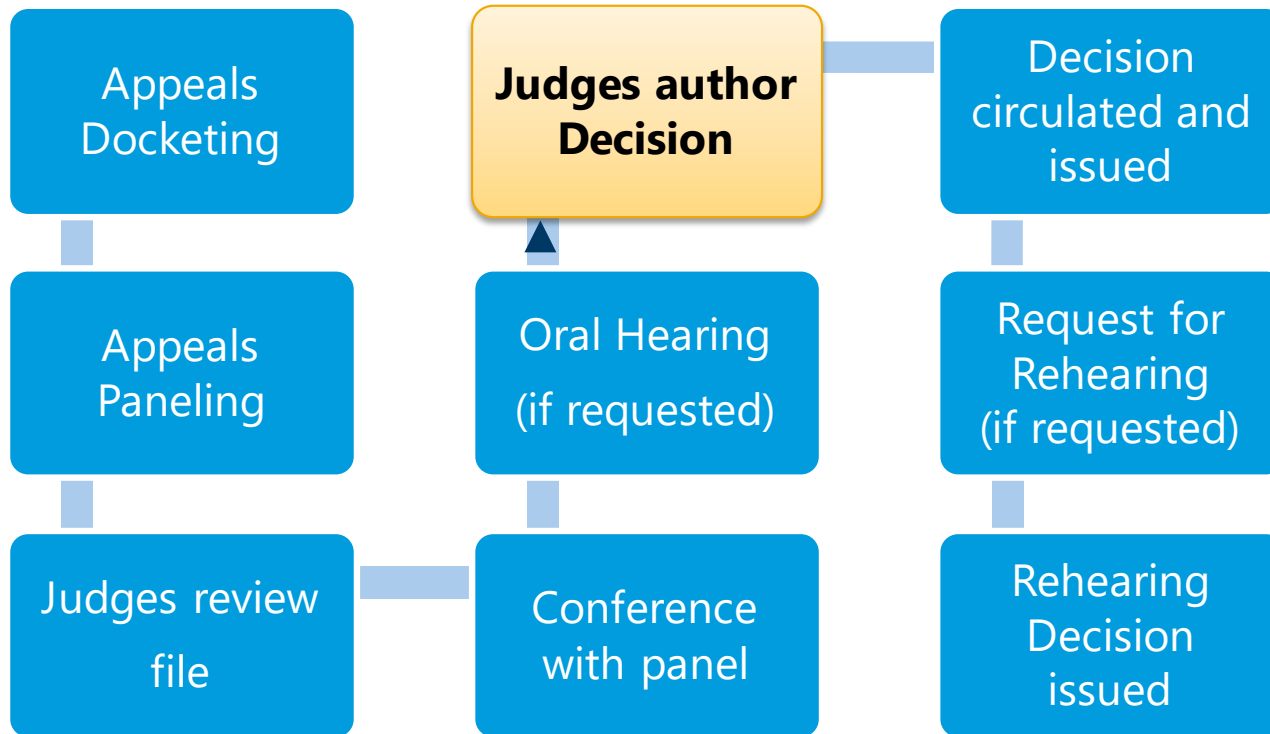 Appeals
Docketing
Appeals
Paneling
Judges review
file
Conference
with panel
Oral Hearing
(if requested)
Judges author
Decision
Decision
circulated and
issued
Request for
Rehearing
(if requested)
Rehearing
Decision
issued